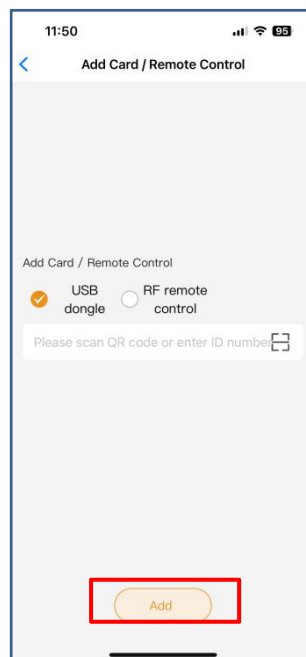 11:50
95
Add Card / Remote Control
Add Card / Remote Control
USB dongle
RF remote control
Please scan QR code or enter ID number
Add